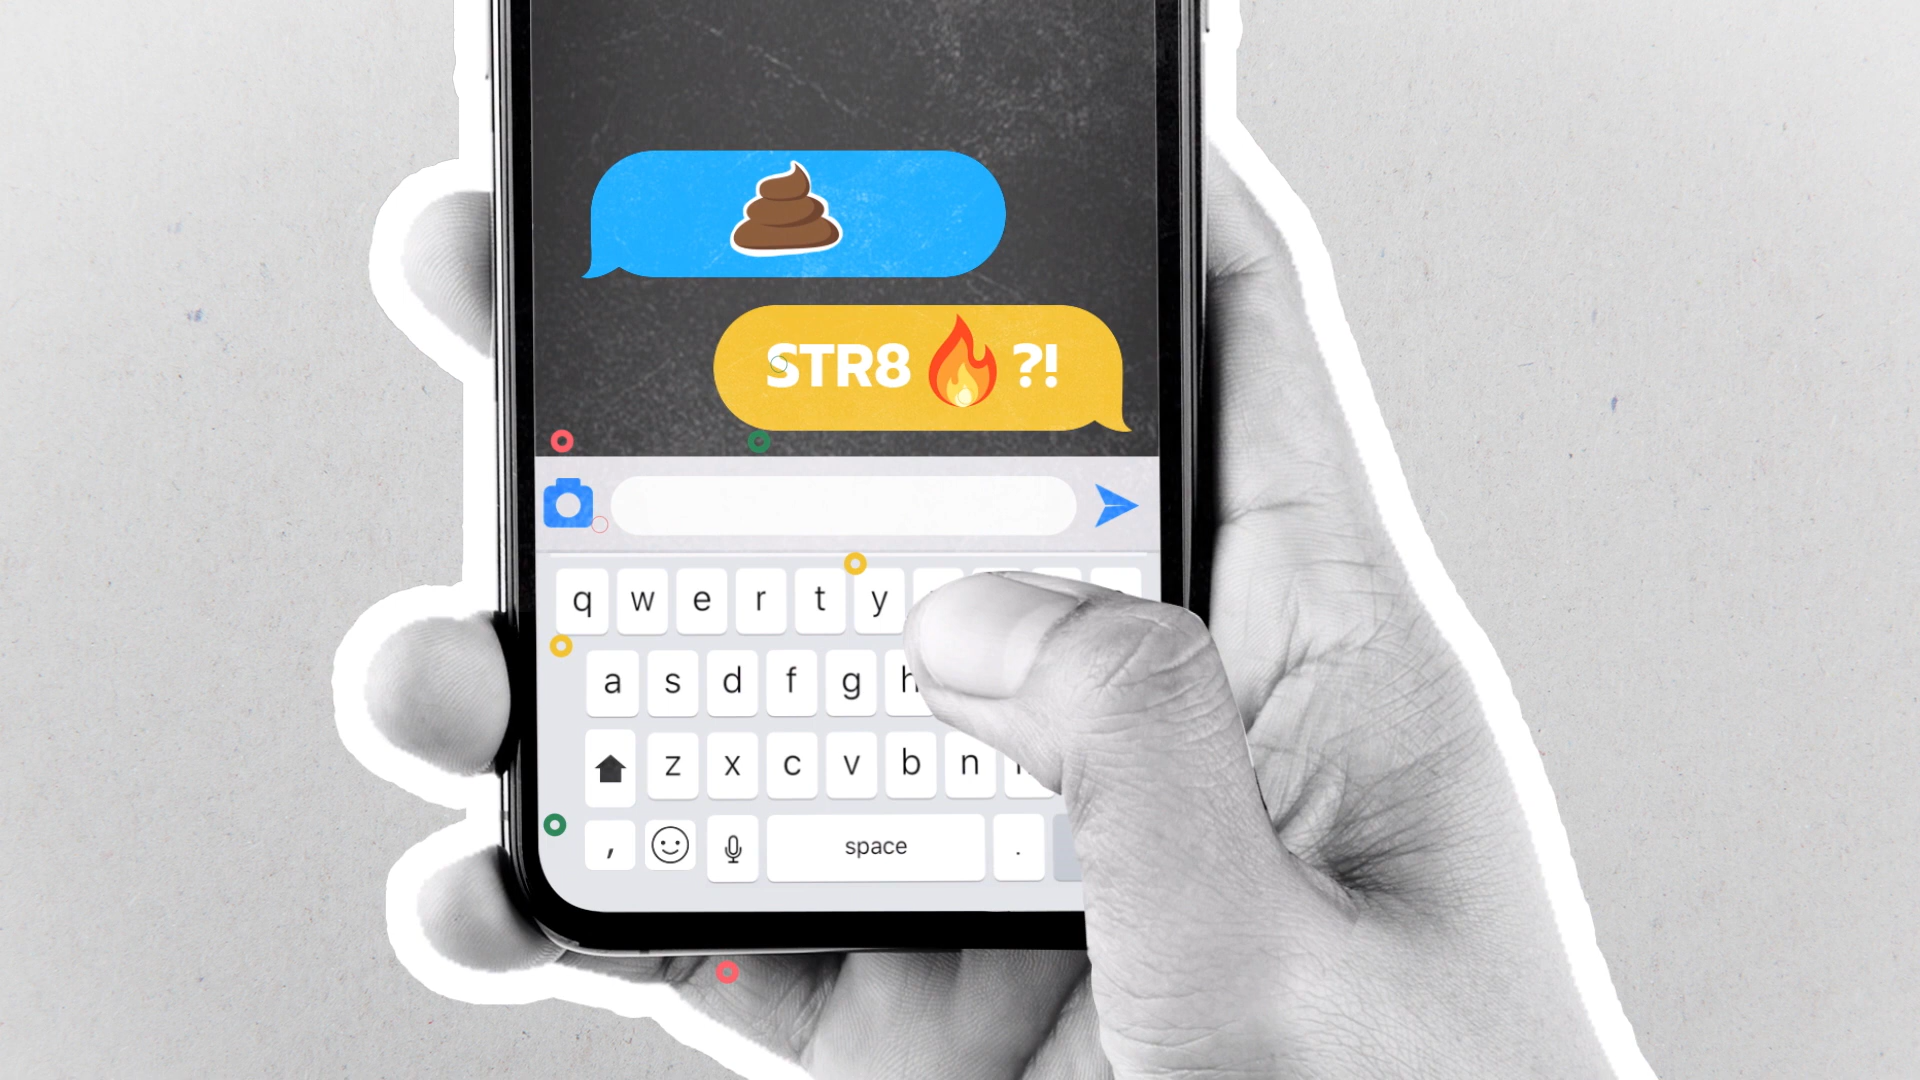 💩
STR8 🔥 ?!
q w e r t y
a s d f g h
z x c v b n
, space .